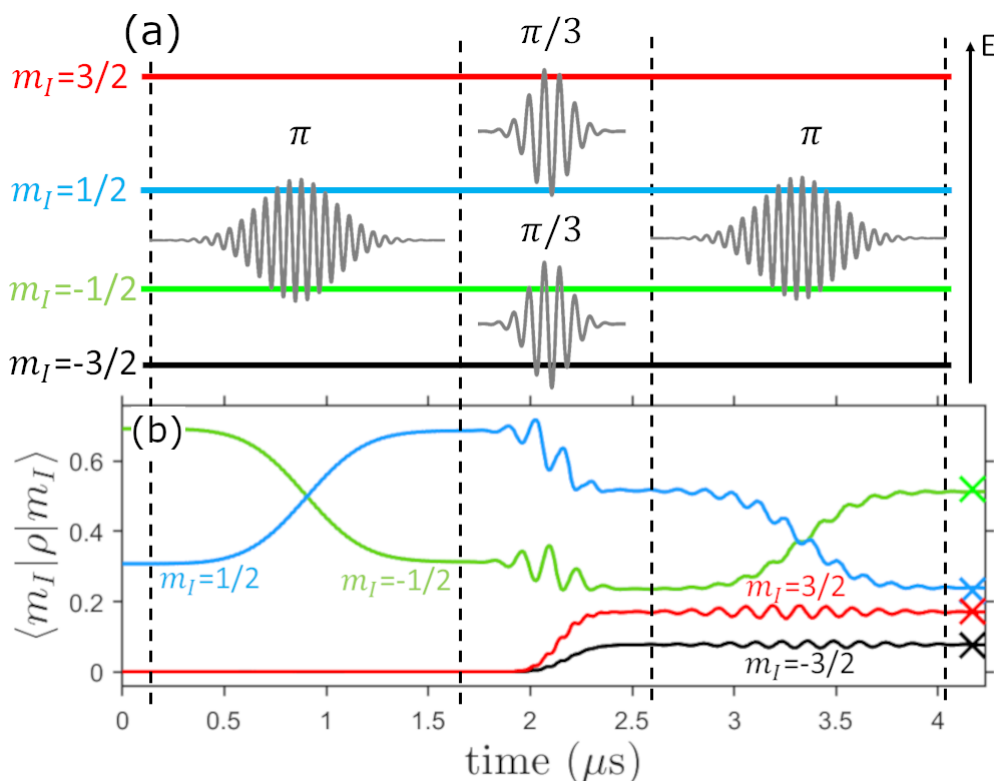 (a)
π/3
E
m_I=3/2
π
π
m_I=1/2
π/3
m_I=-1/2
m_I=-3/2
(b)
⟨m_I|ρ|m_I⟩
0.6
0.4
0.2
0
m_I=1/2
m_I=-1/2
m_I=3/2
m_I=-3/2
0
0.5
1
1.5
2
2.5
3
3.5
4
time (μs)